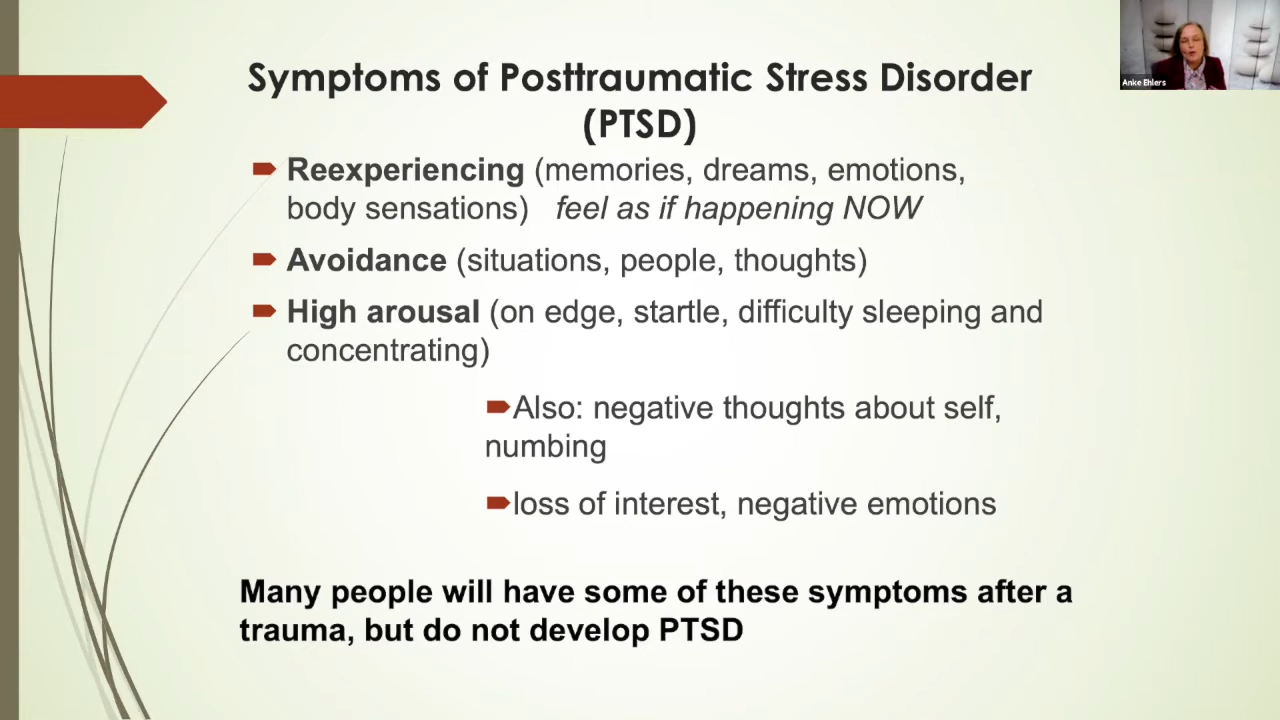 Anke Ehlers
Symptoms of Posttraumatic Stress Disorder
(PTSD)
Reexperiencing (memories, dreams, emotions,
body sensations) feel as if happening NOW
Avoidance (situations, people, thoughts)
High arousal (on edge, startle, difficulty sleeping and
concentrating)
Also: negative thoughts about self,
numbing
loss of interest, negative emotions
Many people will have some of these symptoms after a
trauma, but do not develop PTSD